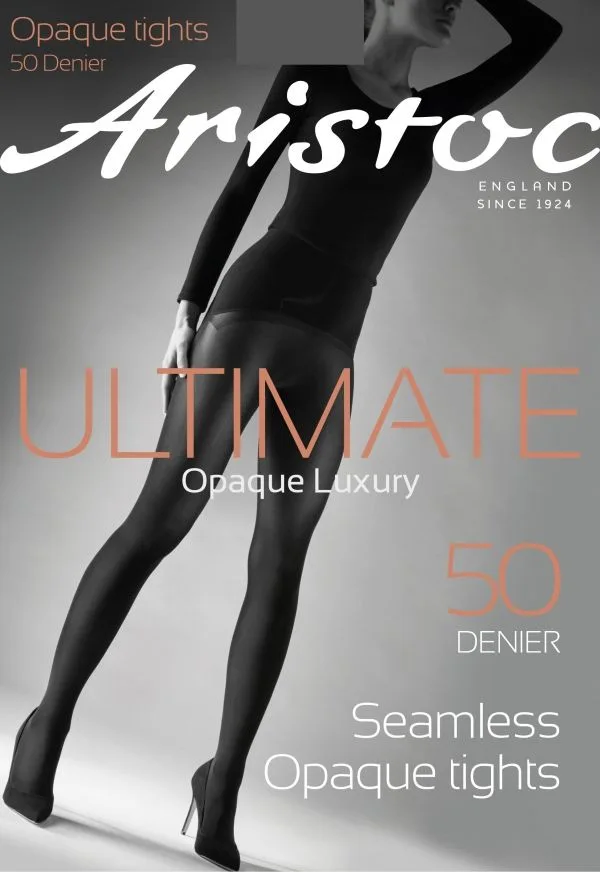 Opaque tights
50 Denier
Aristoc
ENGLAND
SINCE 1924
ULTIMATE
Opaque Luxury
50
DENIER
Seamless
Opaque tights